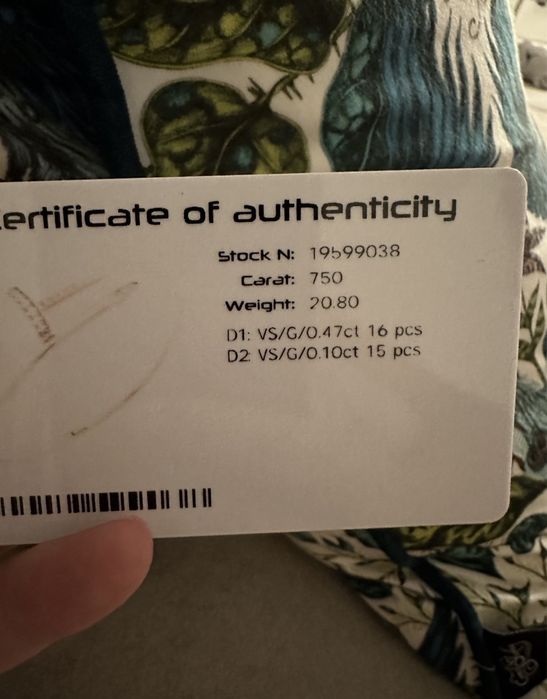 ertificate of authenticity
Stock N: 19599038
Carat: 750
Weight: 20.80
D1: VS/G/0.47ct 16 pcs
D2: VS/G/0.10ct 15 pcs